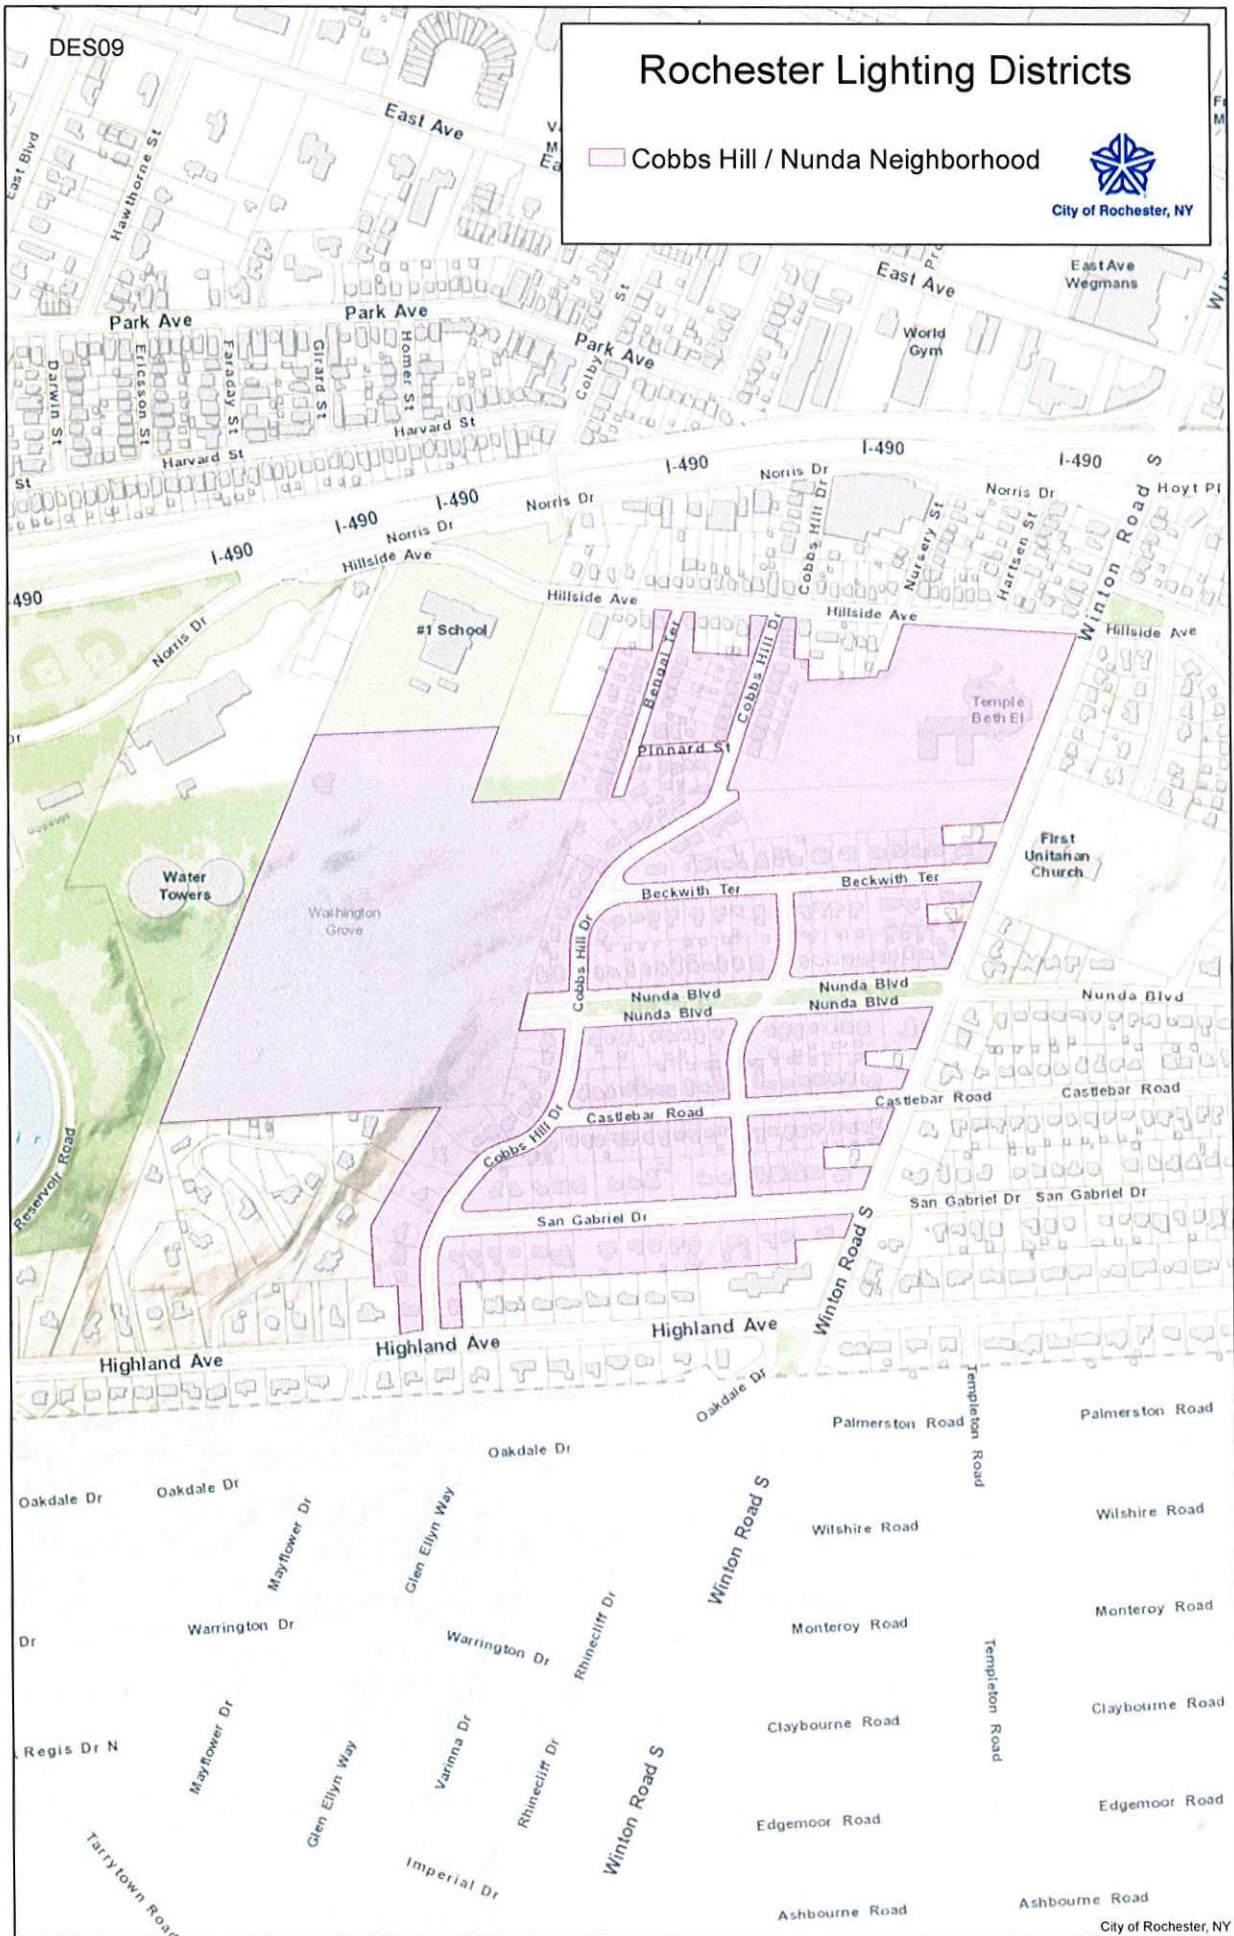 DES09
Rochester Lighting Districts
Cobbs Hill / Nunda Neighborhood
City of Rochester, NY
East Blvd
Hawthorne St
East Ave
East Ave
East Ave
Wegmans
World
Gym
Park Ave
Park Ave
Park Ave
Colby St
Darwin St
Ericsson St
Faraday St
Girard St
Homer St
Harvard St
Harvard St
St
I-490
I-490
I-490
I-490
I-490
I-490
490
Norris Dr
Norris Dr
Norris Dr
Norris Dr
Norris Dr
Hoyt Pl
Winton Road S
Cobbs Hill Dr
Nursery St
Hartsen St
Hillside Ave
Hillside Ave
Hillside Ave
Hillside Ave
#1 School
Bengal Ter
Cobbs Hill Dr
Pinnard St
Temple
Beth El
Water
Towers
Washington
Grove
First
Unitarian
Church
Beckwith Ter
Beckwith Ter
Cobbs Hill Dr
Nunda Blvd
Nunda Blvd
Nunda Blvd
Nunda Blvd
Nunda Blvd
Castlebar Road
Castlebar Road
Castlebar Road
Cobbs Hill Dr
Reservoir Road
San Gabriel Dr
San Gabriel Dr
San Gabriel Dr
Winton Road S
Highland Ave
Highland Ave
Highland Ave
Oakdale Dr
Oakdale Dr
Oakdale Dr
Oakdale Dr
Palmerston Road
Palmerston Road
Templeton Road
Mayflower Dr
Glen Ellyn Way
Winton Road S
Wilshire Road
Wilshire Road
Dr
Warrington Dr
Warrington Dr
Rhinecliff Dr
Monteroy Road
Monteroy Road
Templeton Road
Regis Dr N
Mayflower Dr
Glen Ellyn Way
Varinna Dr
Rhinecliff Dr
Winton Road S
Claybourne Road
Claybourne Road
Edgemoor Road
Edgemoor Road
Tarrytown Road
Imperial Dr
Ashbourne Road
Ashbourne Road
City of Rochester, NY